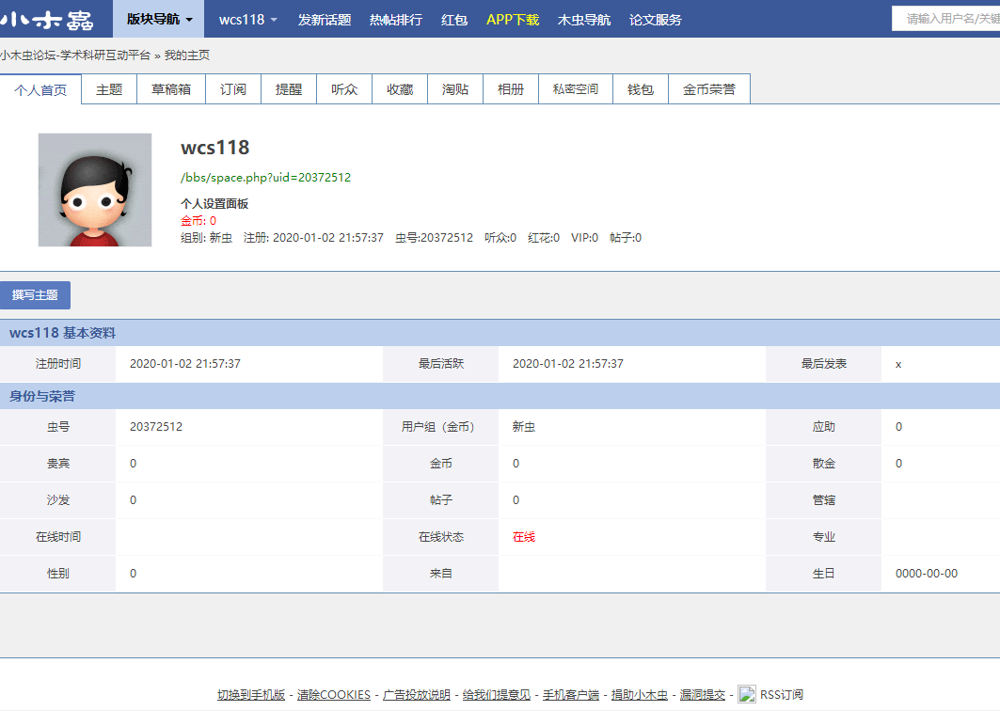 小木蟲 版块导航 wcs118 发新话题 热帖排行 红包 APP下载 木虫导航 论文服务 请输入用户名/关键
小木虫论坛-学术科研互动平台 » 我的主页
个人首页 主题 草稿箱 订阅 提醒 听众 收藏 淘贴 相册 私密空间 钱包 金币荣誉
wcs118
/bbs/space.php?uid=20372512
个人设置面板
金币: 0
组别: 新虫 注册: 2020-01-02 21:57:37 虫号:20372512 听众:0 红花:0 VIP:0 帖子:0
撰写主题
wcs118 基本资料
注册时间 2020-01-02 21:57:37 最后活跃 2020-01-02 21:57:37 最后发表 x
身份与荣誉
虫号 20372512 用户组（金币） 新虫 应助 0
贵宾 0 金币 0 散金 0
沙发 0 帖子 0 管辖
在线时间 在线状态 在线 专业
性别 0 来自 生日 0000-00-00
切换到手机版 - 清除COOKIES - 广告投放说明 - 给我们提意见 - 手机客户端 - 捐助小木虫 - 漏洞提交 - RSS订阅